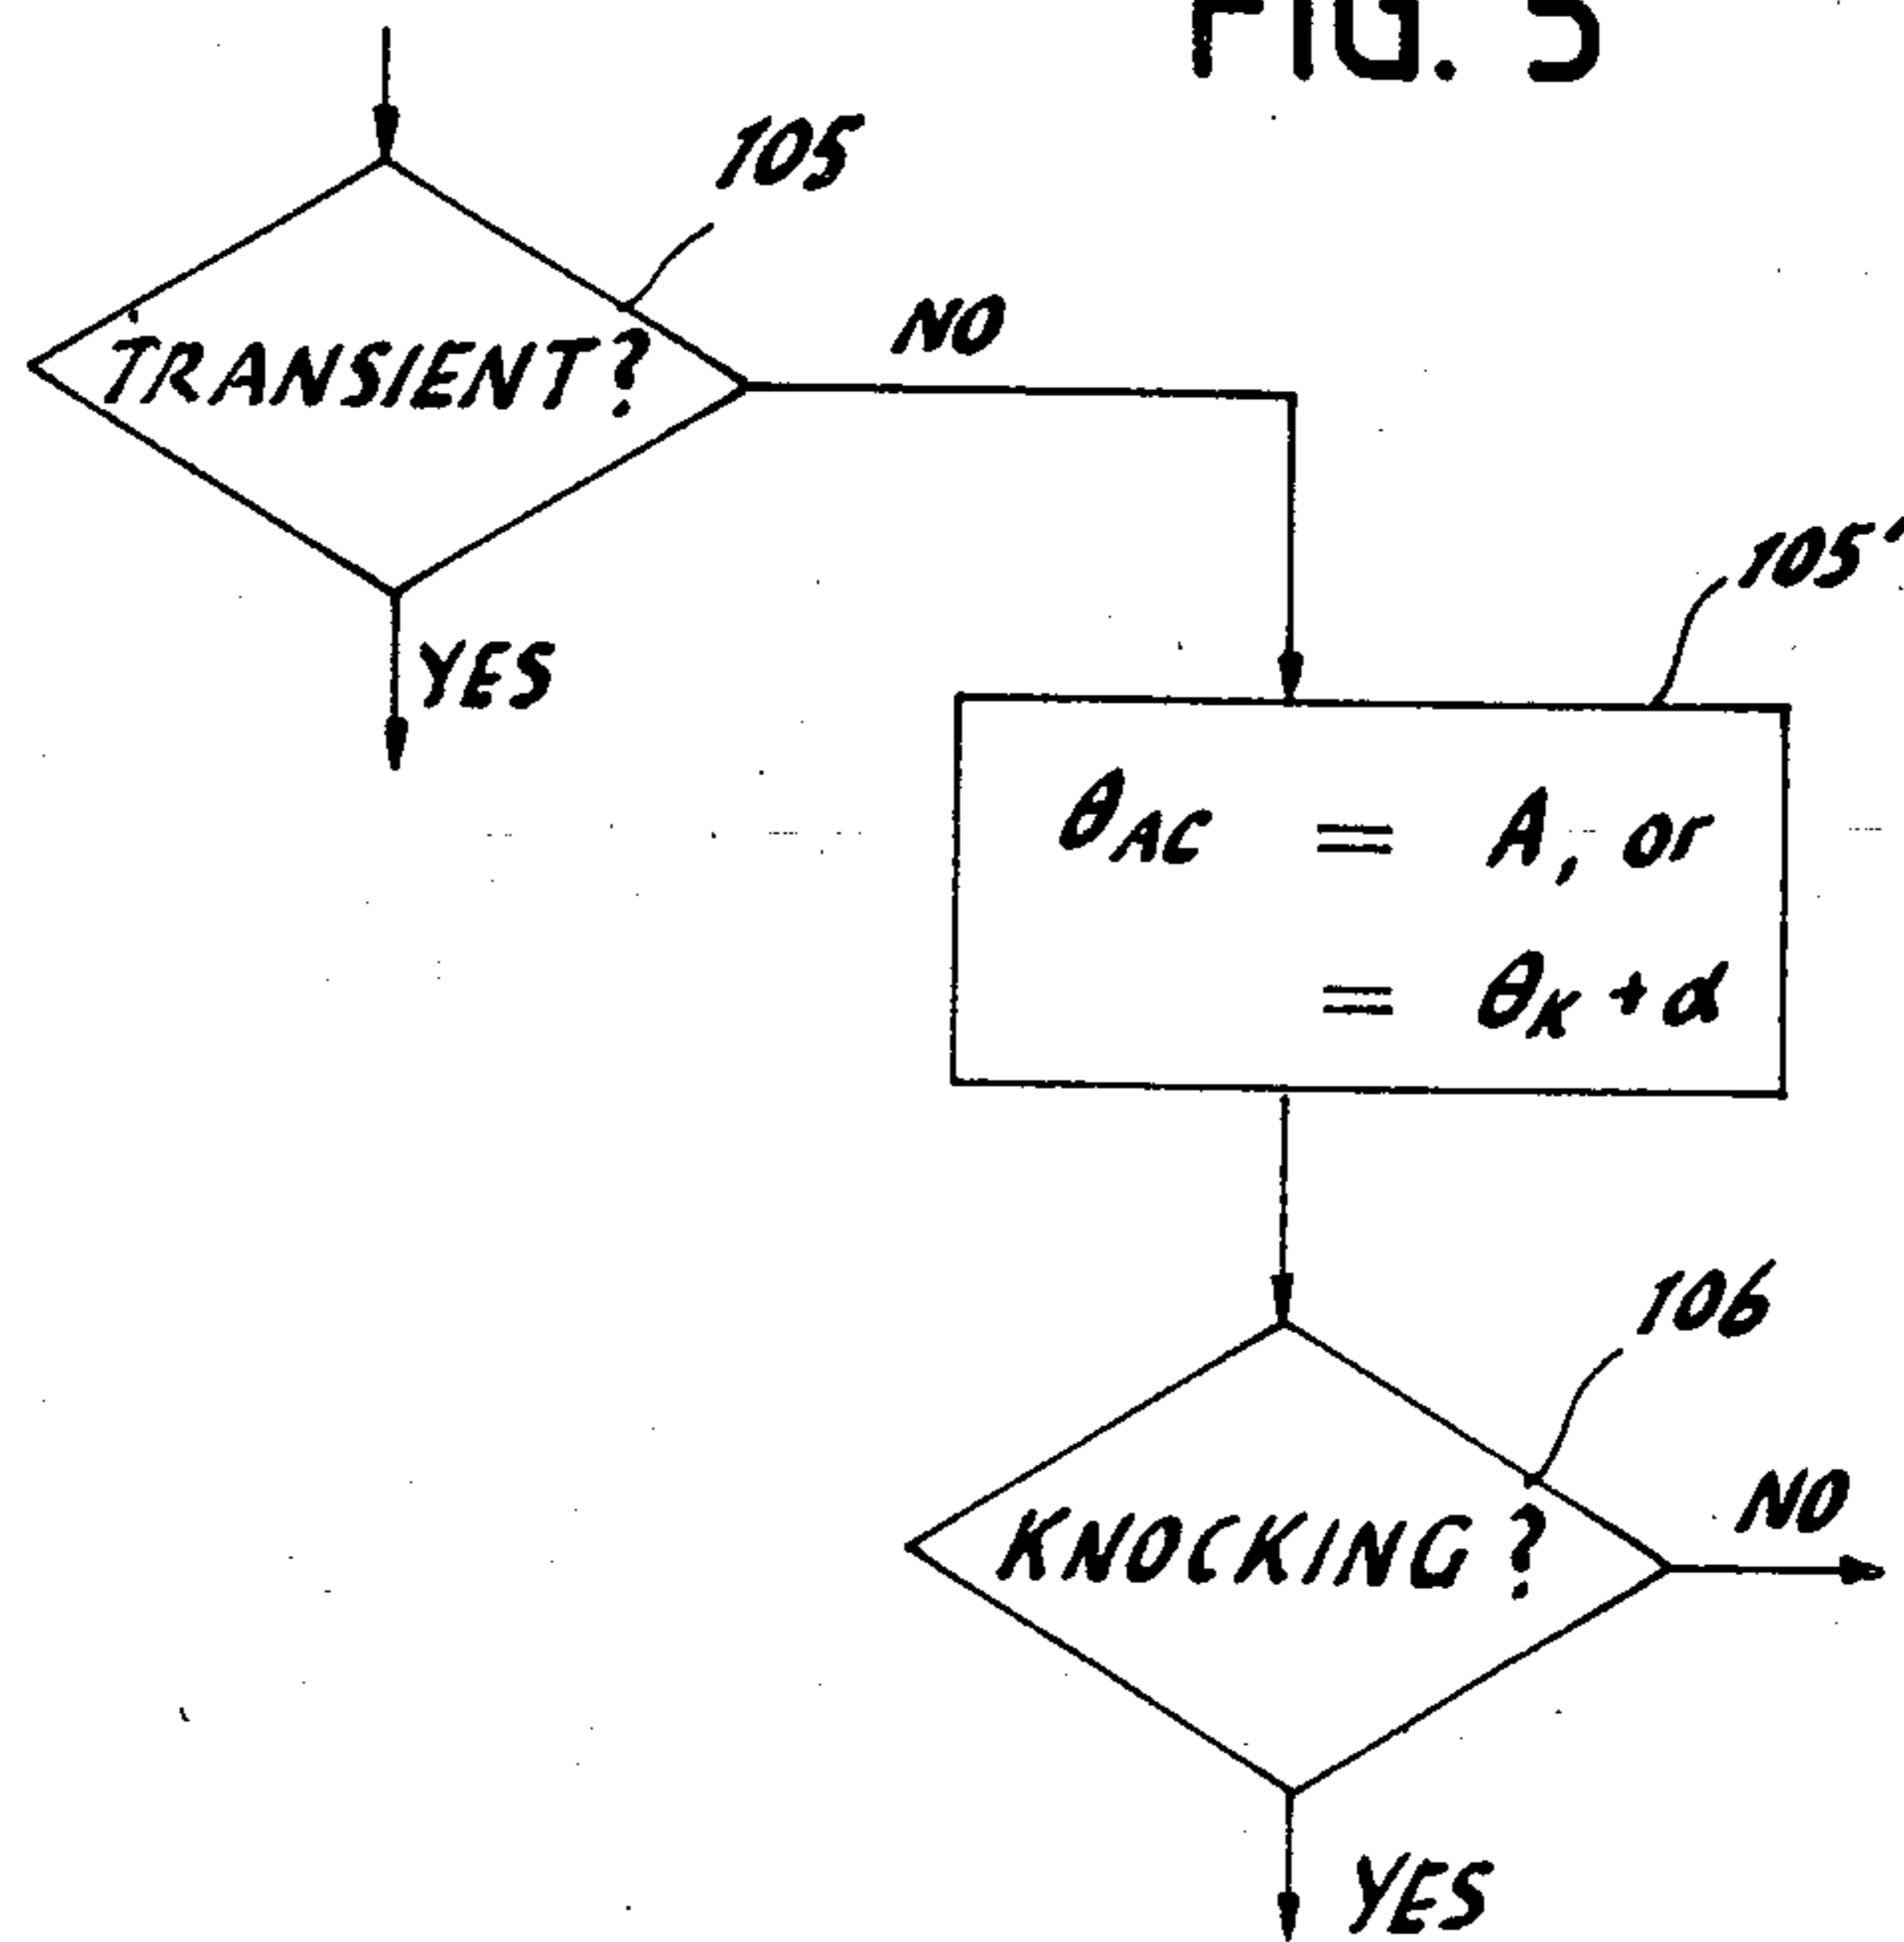 FIG. 5
105
NO
TRANSIENT?
YES
105'
θAC = A, or
= θK + α
106
NO
KNOCKING?
YES